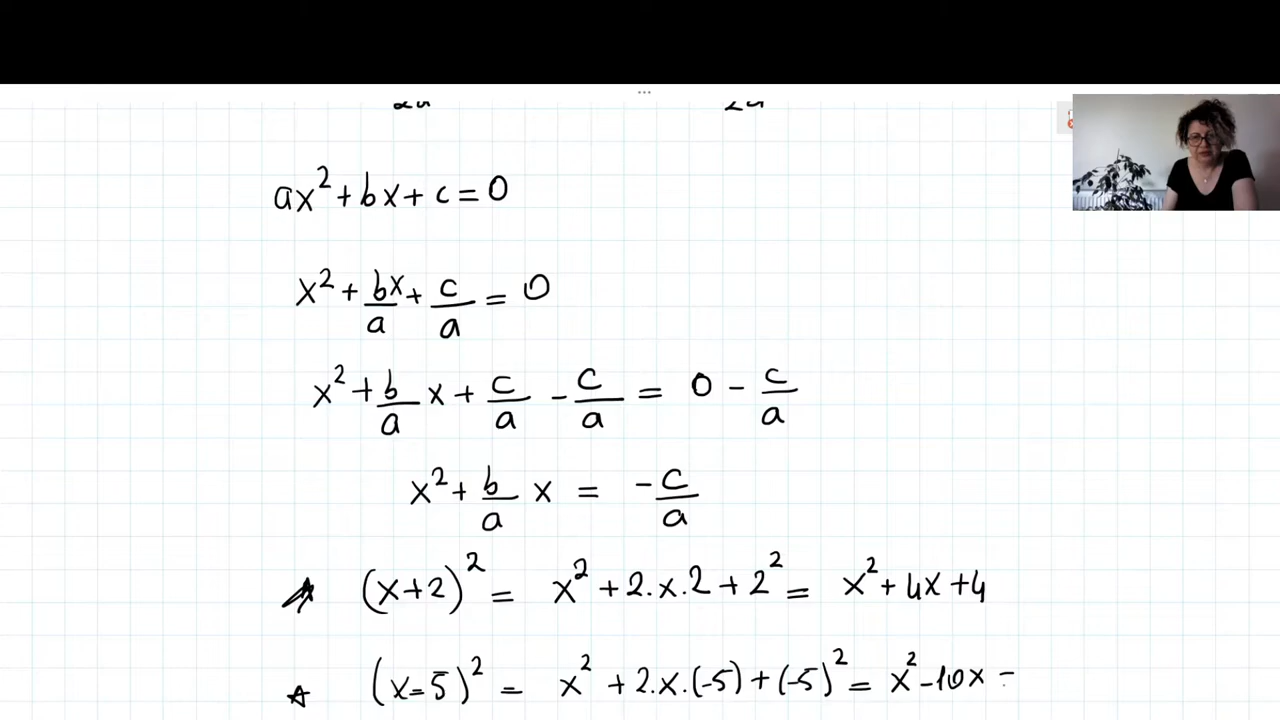 ax² + bx + c = 0
x² + bx/a + c/a = 0
x² + b/a x + c/a - c/a = 0 - c/a
x² + b/a x = -c/a
(x+2)² = x² + 2.x.2 + 2² = x² + 4x + 4
(x-5)² = x² + 2.x.(-5) + (-5)² = x² - 10x